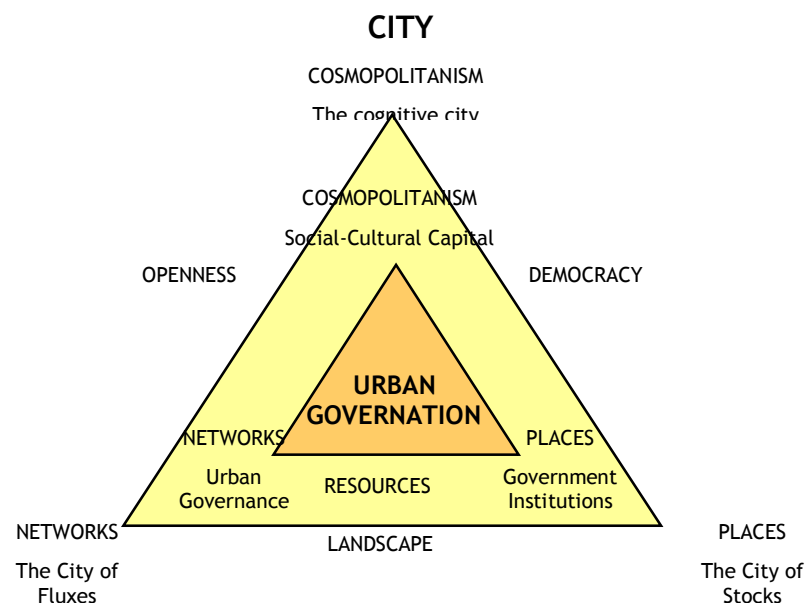 CITY
COSMOPOLITANISM
The cognitive city
COSMOPOLITANISM
Social-Cultural Capital
OPENNESS
DEMOCRACY
URBAN
GOVERNATION
NETWORKS
PLACES
Urban
Governance
RESOURCES
Government
Institutions
NETWORKS
LANDSCAPE
PLACES
The City of
Fluxes
The City of
Stocks